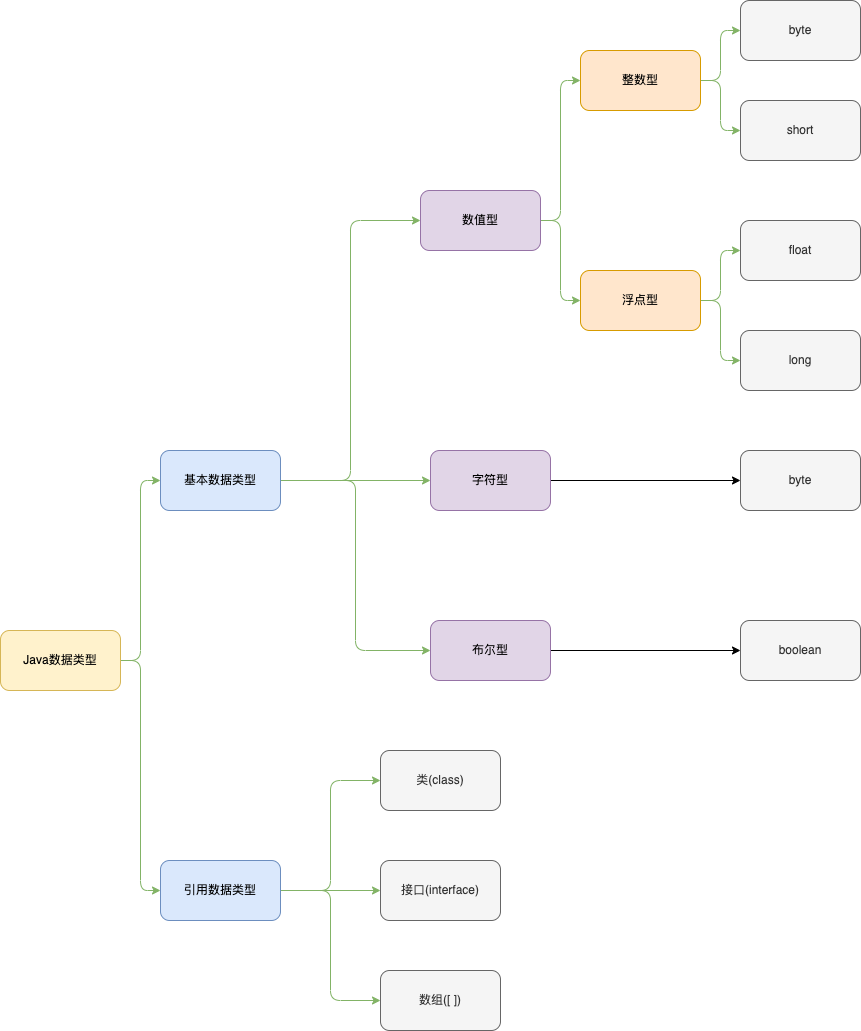 byte
整数型
short
数值型
float
浮点型
long
基本数据类型
字符型
byte
Java数据类型
布尔型
boolean
类(class)
引用数据类型
接口(interface)
数组([ ])